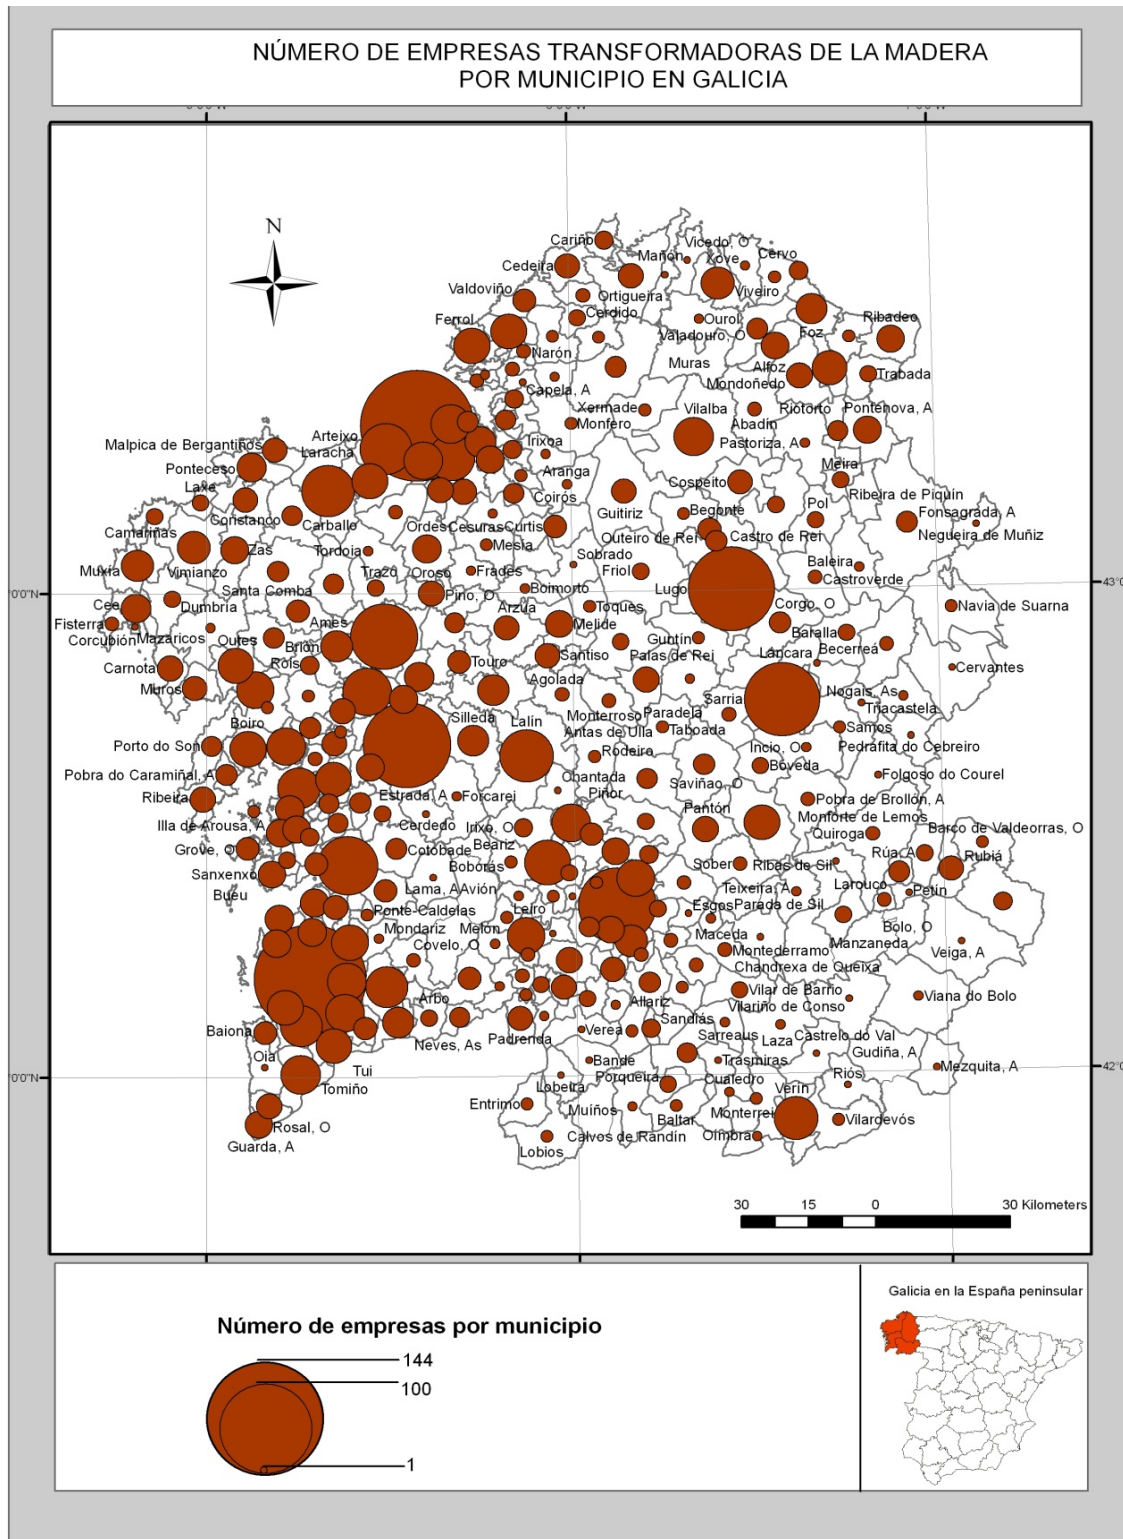 NÚMERO DE EMPRESAS TRANSFORMADORAS DE LA MADERA
POR MUNICIPIO EN GALICIA
N
Cariño
Vicedo, O
Mañón
Xove
Cervo
Cedeira
Valdoviño
Ortigueira
Viveiro
Cerdido
Ferrol
Ourol
Ribadeo
Valadouro, O
Foz
Narón
Muras
Alfoz
Trabada
Mondoñedo
Capela, A
Xermade
Vilalba
Riotorto
Pontenova, A
Monfero
Abadín
Arteixo
Malpica de Bergantiños
Irixoa
Pastoriza, A
Laracha
Ponteceso
Aranga
Meira
Laxe
Cospeito
Ribeira de Piquín
Coirós
Begonte
Pol
Fonsagrada, A
Camariñas
Carballo
Ordes
Cesuras
Curtis
Guitiriz
Outeiro de Rei
Castro de Rei
Negueira de Muñiz
Zas
Tordoia
Mesía
Sobrado
Baleira
Muxía
Vimianzo
Oroso
Frades
Friol
Castroverde
Santa Comba
Boimorto
Lugo
0°0'N
43°0'N
Cee
Dumbría
Pino, O
Arzúa
Toques
Corgo, O
Navia de Suarna
Fisterra
Ames
Melide
Baralla
Corcubión
Mazaricos
Outes
Brión
Guntín
Becerreá
Rois
Touro
Santiso
Palas de Rei
Láncara
Cervantes
Carnota
Agolada
Nogais, As
Muros
Sarria
Triacastela
Boiro
Silleda
Lalín
Monterroso
Paradela
Antas de Ulla
Taboada
Samos
Porto do Son
Rodeiro
Incio, O
Pedrafita do Cebreiro
Bóveda
Pobra do Caramiñal, A
Chantada
Folgoso do Courel
Saviñao, O
Ribeira
Estrada, A
Forcarei
Piñor
Pobra de Brollón, A
Pantón
Cerdedo
Monforte de Lemos
Illa de Arousa, A
Irixo, O
Quiroga
Barco de Valdeorras, O
Grove, O
Cotobade
Beariz
Rúa, A
Rubiá
Boborás
Sober
Ribas de Sil
Sanxenxo
Lama, A
Avión
Teixeira, A
Larouco
Petín
Bueu
Esgos
Parada de Sil
Ponte-Caldelas
Leiro
Bolo, O
Mondariz
Melón
Maceda
Manzaneda
Covelo, O
Montederramo
Veiga, A
Chandrexa de Queixa
Arbo
Allariz
Vilar de Barrio
Viana do Bolo
Vilariño de Conso
Baiona
Sandiás
Neves, As
Padrenda
Verea
Sarreaus
Castrelo do Val
Laza
Oia
Gudiña, A
Bande
Trasmiras
Mezquita, A
0°0'N
42°0'
Tui
Lobeira
Porqueira
Riós
Tomiño
Cualedro
Verín
Entrimo
Muíños
Monterrei
Baltar
Vilardevós
Rosal, O
Calvos de Randín
Oímbra
Guarda, A
Lobios
30 15 0 30 Kilometers
Número de empresas por municipio
144
100
1
Galicia en la España peninsular